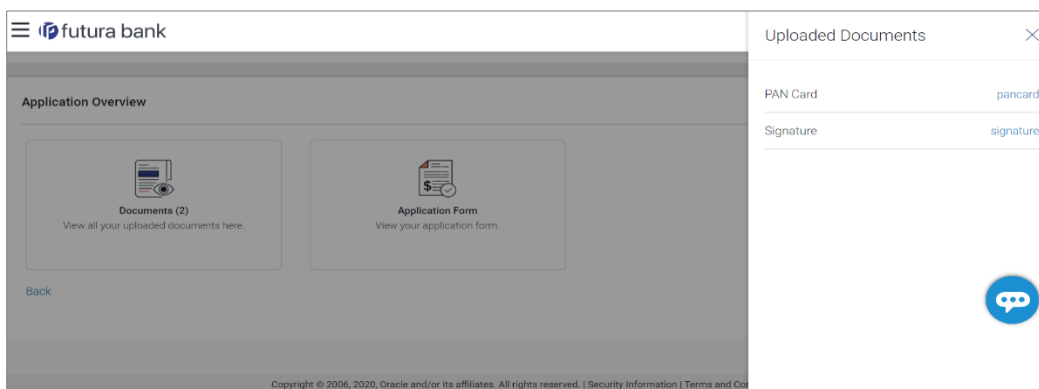 futura bank
Uploaded Documents
Application Overview
PAN Card pancard
Signature signature
$
Documents (2)
View all your uploaded documents here.
Application Form
View your application form.
Back
Copyright © 2006, 2020, Oracle and/or its affiliates. All rights reserved. | Security Information | Terms and Co